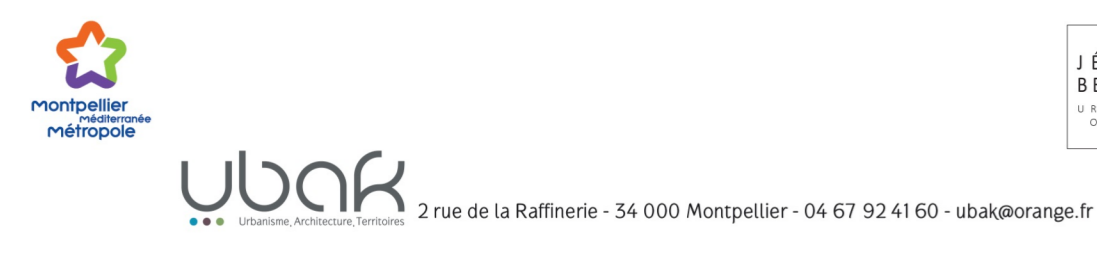 Montpellier
méditerranée
métropole
ubak
Urbanisme, Architecture, Territoires
2 rue de la Raffinerie - 34 000 Montpellier - 04 67 92 41 60 - ubak@orange.fr